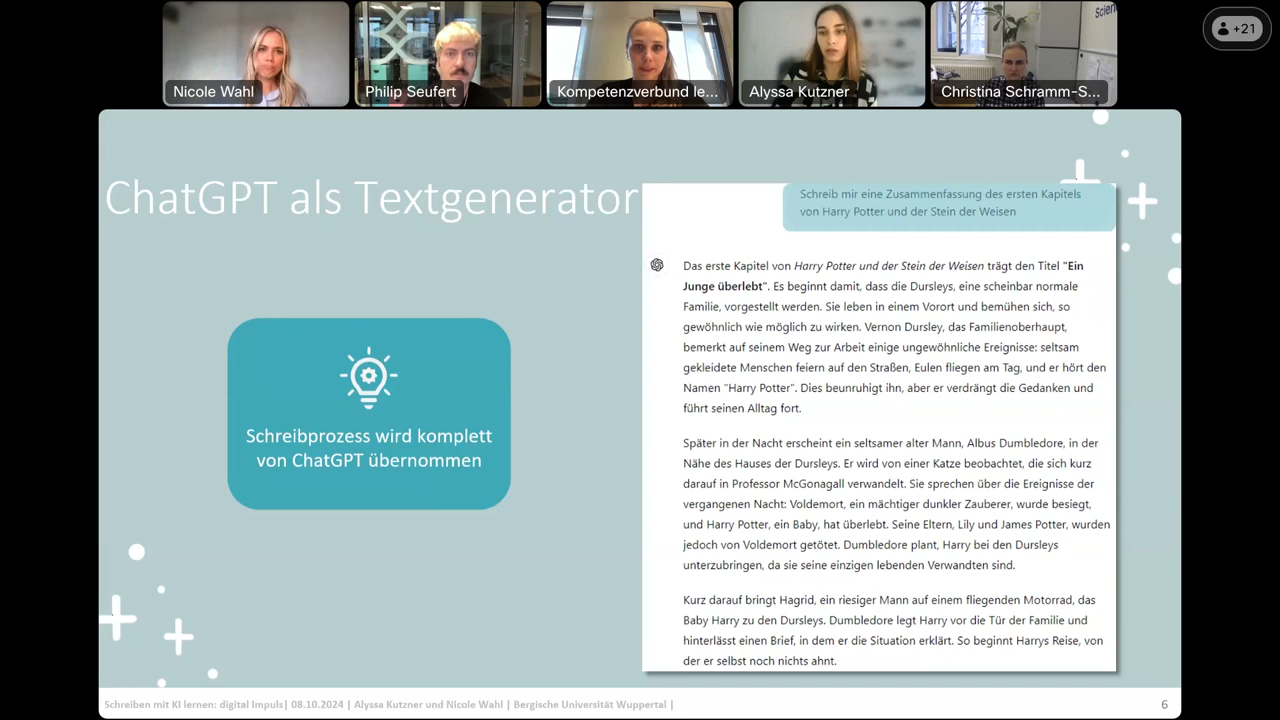 Nicole Wahl
Philip Seufert
Kompetenzverbund le...
Alyssa Kutzner
Christina Schramm-S...
+21
ChatGPT als Textgenerator
Schreibprozess wird komplett
von ChatGPT übernommen
Schreib mir eine Zusammenfassung des ersten Kapitels
von Harry Potter und der Stein der Weisen
Das erste Kapitel von Harry Potter und der Stein der Weisen trägt den Titel "Ein
Junge überlebt". Es beginnt damit, dass die Dursleys, eine scheinbar normale
Familie, vorgestellt werden. Sie leben in einem Vorort und bemühen sich, so
gewöhnlich wie möglich zu wirken. Vernon Dursley, das Familienoberhaupt,
bemerkt auf seinem Weg zur Arbeit einige ungewöhnliche Ereignisse: seltsam
gekleidete Menschen feiern auf den Straßen, Eulen fliegen am Tag, und er hört den
Namen "Harry Potter". Dies beunruhigt ihn, aber er verdrängt die Gedanken und
führt seinen Alltag fort.
Später in der Nacht erscheint ein seltsamer alter Mann, Albus Dumbledore, in der
Nähe des Hauses der Dursleys. Er wird von einer Katze beobachtet, die sich kurz
darauf in Professor McGonagall verwandelt. Sie sprechen über die Ereignisse der
vergangenen Nacht: Voldemort, ein mächtiger dunkler Zauberer, wurde besiegt,
und Harry Potter, ein Baby, hat überlebt. Seine Eltern, Lily und James Potter, wurden
jedoch von Voldemort getötet. Dumbledore plant, Harry bei den Dursleys
unterzubringen, da sie seine einzigen lebenden Verwandten sind.
Kurz darauf bringt Hagrid, ein riesiger Mann auf einem fliegenden Motorrad, das
Baby Harry zu den Dursleys. Dumbledore legt Harry vor die Tür der Familie und
hinterlässt einen Brief, in dem er die Situation erklärt. So beginnt Harrys Reise, von
der er selbst noch nichts ahnt.
Schreiben mit KI lernen: digital Impuls| 08.10.2024 | Alyssa Kutzner und Nicole Wahl | Bergische Universität Wuppertal |
6